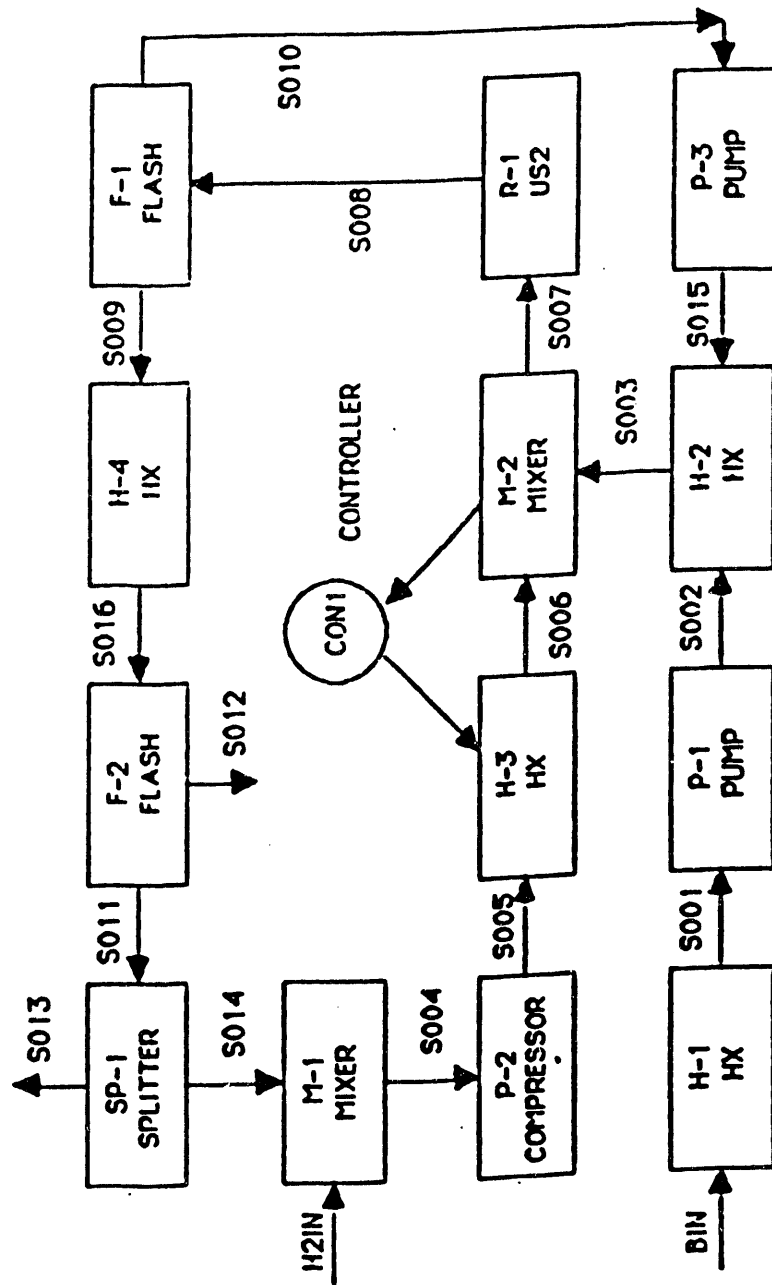 S013
SP-1
SPLITTER
S011
F-2
FLASH
S016
H-4
HX
S009
F-1
FLASH
S014
S012
S010
H2IN
M-1
MIXER
CON1
CONTROLLER
S008
S004
P-2
COMPRESSOR
S005
H-3
HX
S006
M-2
MIXER
S007
R-1
US2
S003
BIN
H-1
HX
S001
P-1
PUMP
S002
H-2
HX
S015
P-3
PUMP